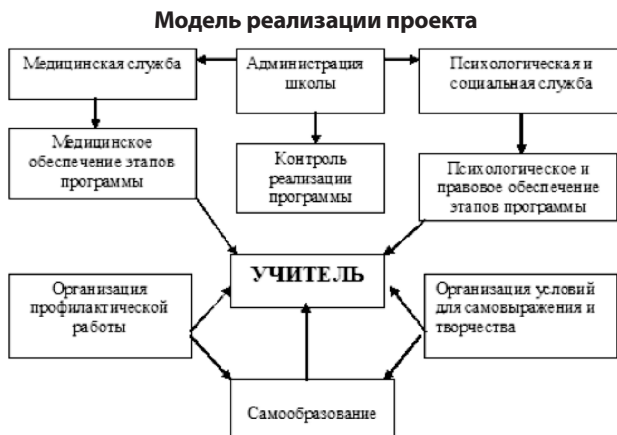 Модель реализации проекта
Медицинская служба
Администрация
школы
Психологическая и
социальная служба
Медицинское
обеспечение этапов
программы
Контроль
реализации
программы
Психологическое и
правовое обеспечение
этапов программы
УЧИТЕЛЬ
Организация
профилактической
работы
Организация условий
для самовыражения и
творчества
Самообразование